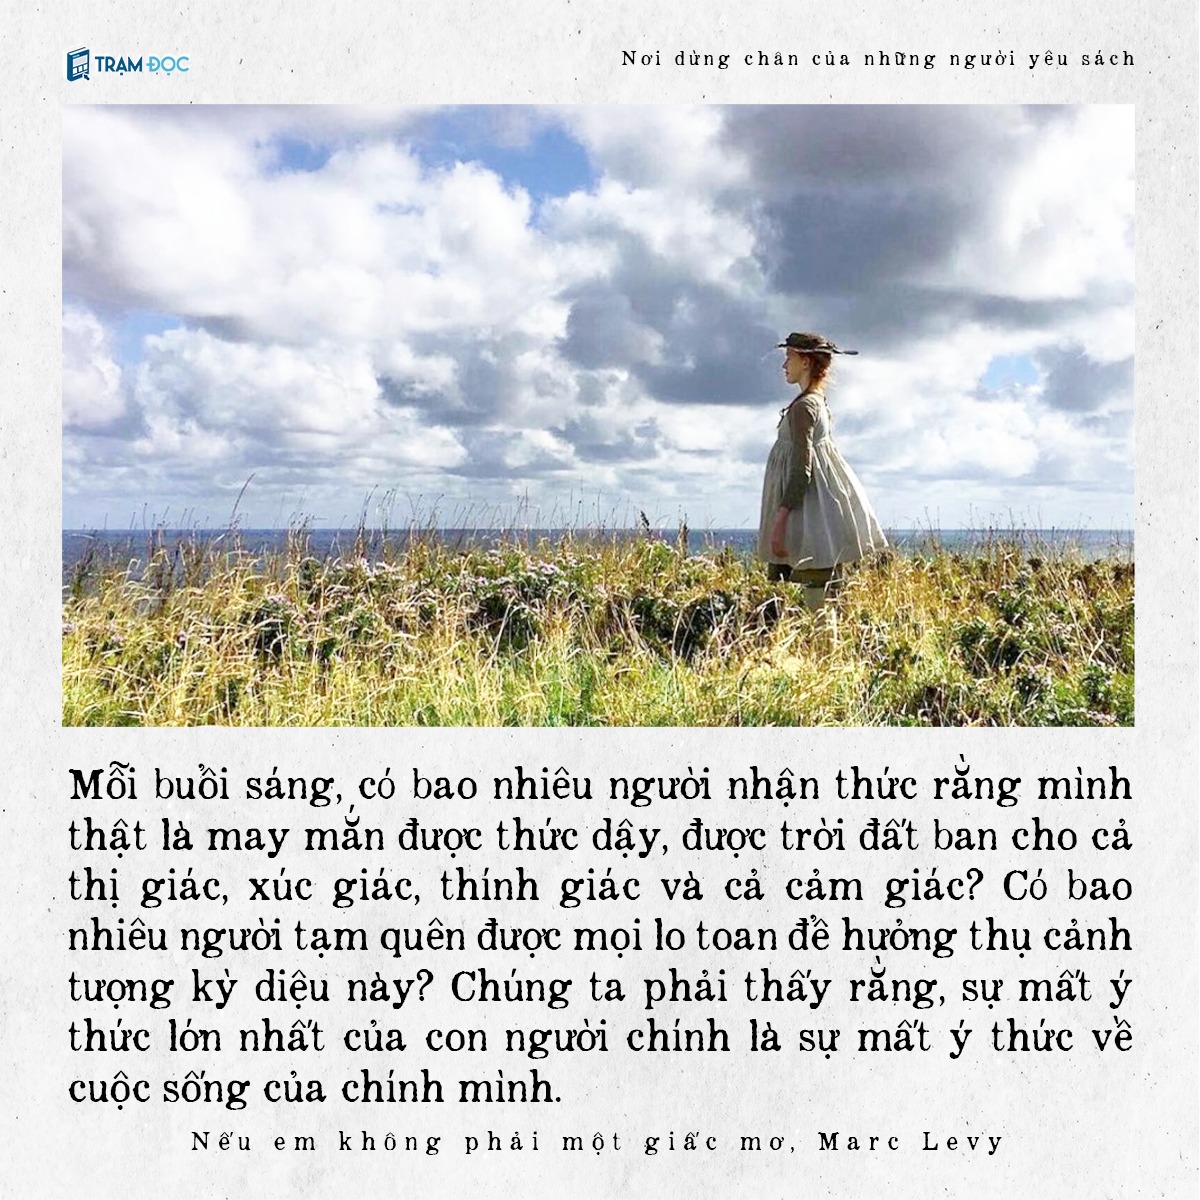 TRẠM ĐỌC
Nơi dừng chân của những người yêu sách
Mỗi buổi sáng, có bao nhiêu người nhận thức rằng mình
thật là may mắn được thức dậy, được trời đất ban cho cả
thị giác, xúc giác, thính giác và cả cảm giác? Có bao
nhiêu người tạm quên được mọi lo toan để hưởng thụ cảnh
tượng kỳ diệu này? Chúng ta phải thấy rằng, sự mất ý
thức lớn nhất của con người chính là sự mất ý thức về
cuộc sống của chính mình.
Nếu em không phải một giấc mơ, Marc Levy